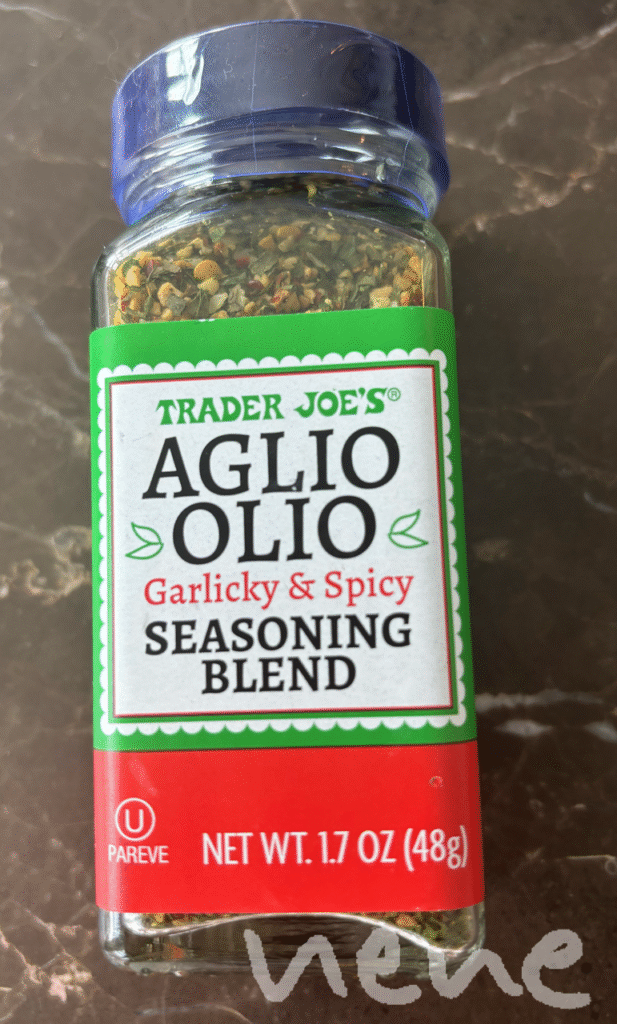 TRADER JOE'S®
AGLIO
OLIO
Garlicky & Spicy
SEASONING
BLEND
U
PAREVE
NET WT. 1.7 OZ (48g)
nene